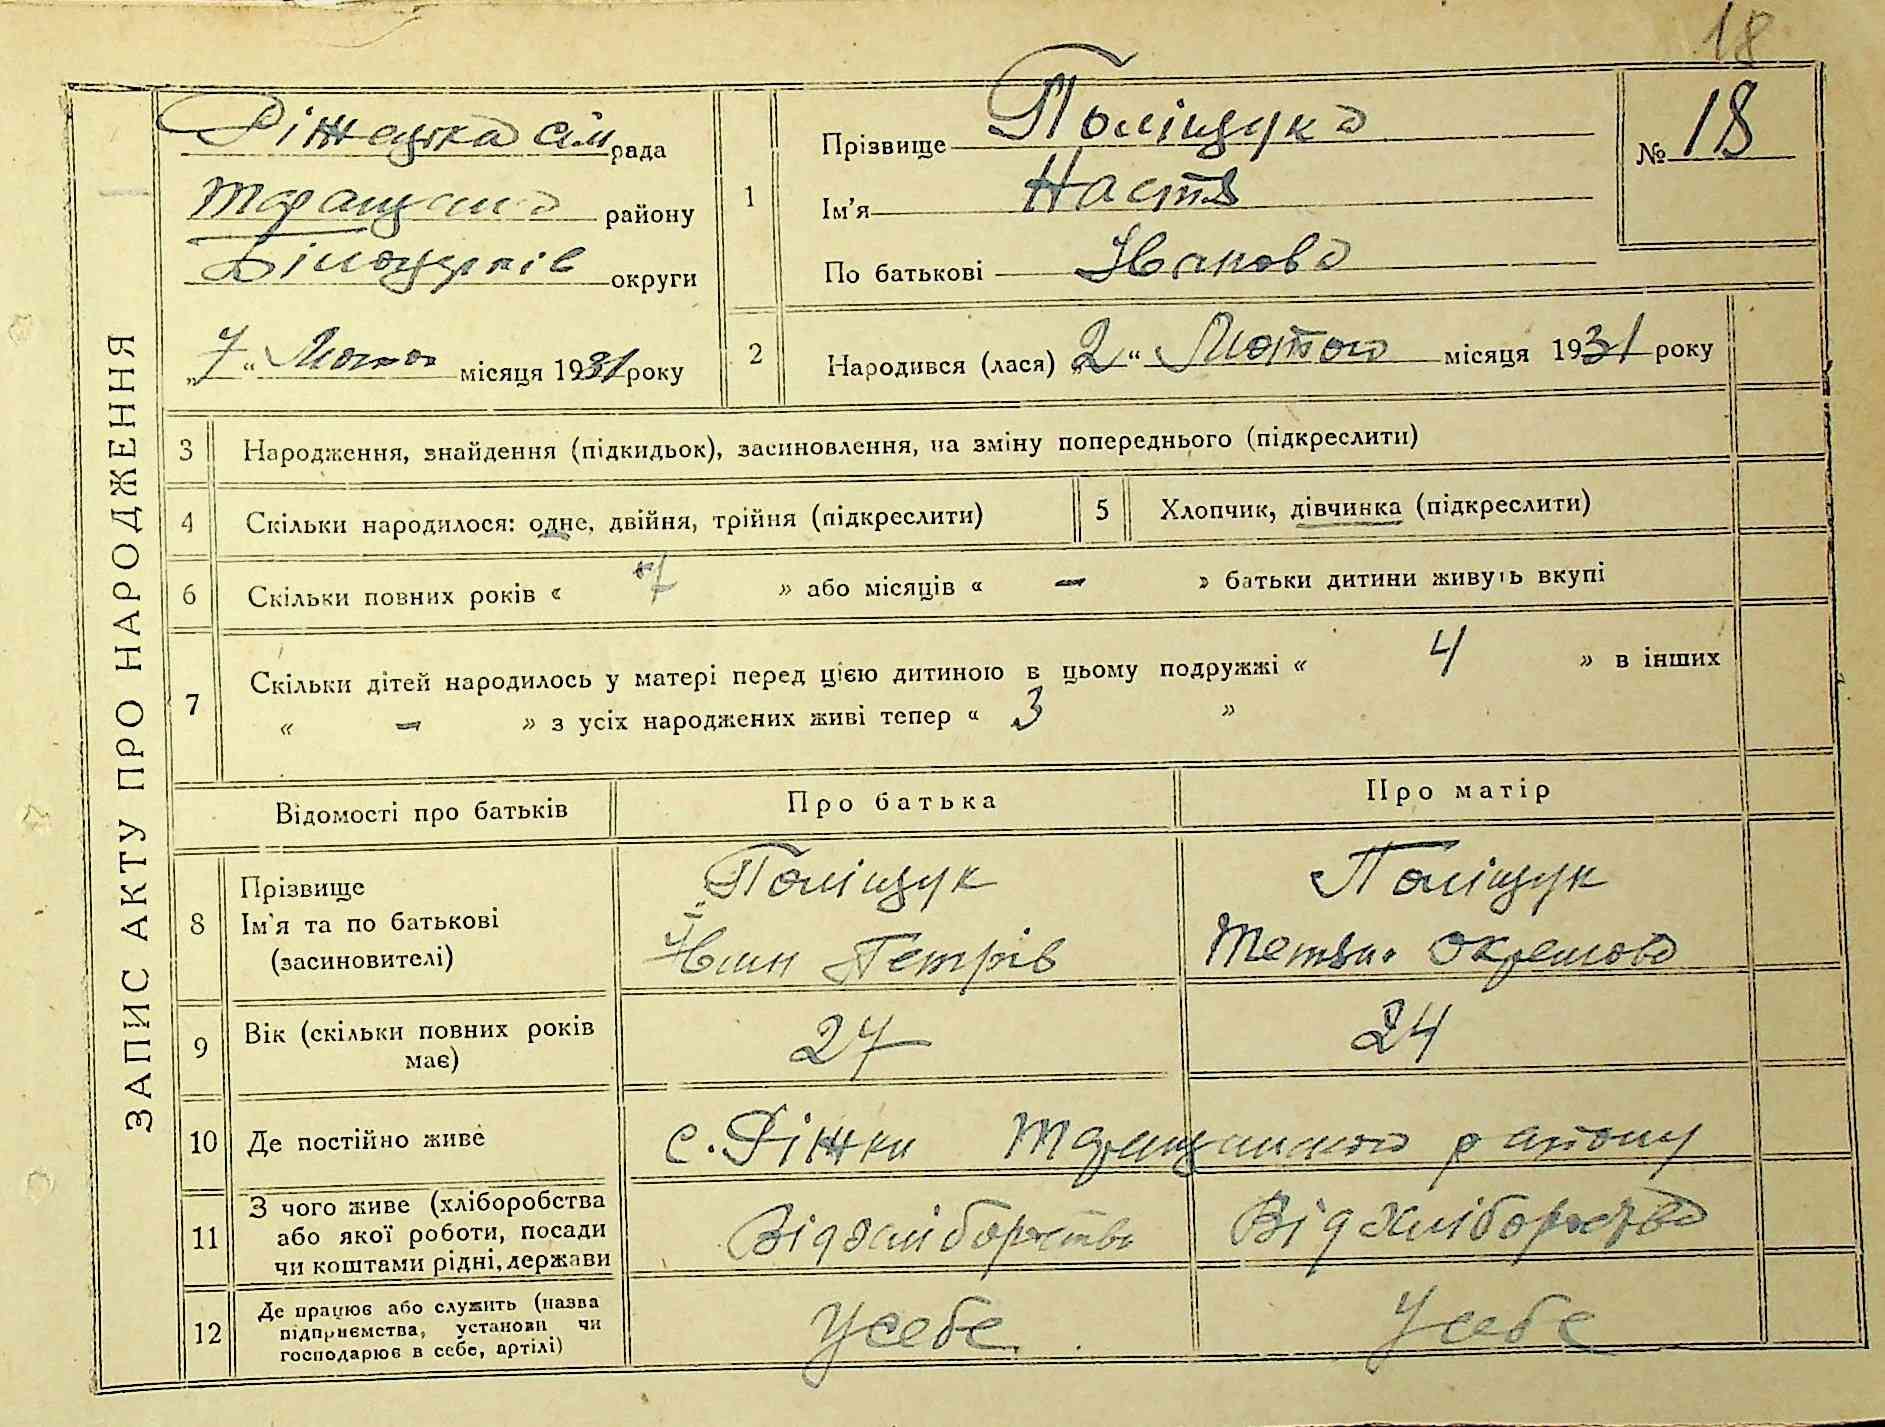 18
ЗАПИС АКТУ ПРО НАРОДЖЕННЯ
Ріжецька сіл рада
Таращансько району
Білоцерків округи
„7“ Лютого місяця 1931 року
1
Прізвище Поліщука
Ім'я Настя
По батькові Іванова
№ 18
2
Народився (лася) „2“ Лютого місяця 1931 року
3 Народження, знайдення (підкидьок), засиновлення, на зміну попереднього (підкреслити)
4 Скільки народилося: одне, двійня, трійня (підкреслити)
5 Хлопчик, дівчинка (підкреслити)
6 Скільки повних років « 7 » або місяців « – » батьки дитини живуть вкупі
7 Скільки дітей народилось у матері перед цією дитиною в цьому подружжі « 4 » в інших
« – » з усіх народжених живі тепер « 3 »
Відомості про батьків Про батька Про матір
8 Прізвище
Ім'я та по батькові
(засиновителі)
Поліщук
Іван Петрів
Поліщук
Тетяна
9 Вік (скільки повних років
має)
27
24
10 Де постійно живе
с. Ріжки Таращанського району
11 З чого живе (хліборобства
або якої роботи, посади
чи коштами рідні, держави
Від хліборобства
Від хліборобства
12 Де працює або служить (назва
підприємства, установи чи
господарює в себе, артілі)
У себе
У себе